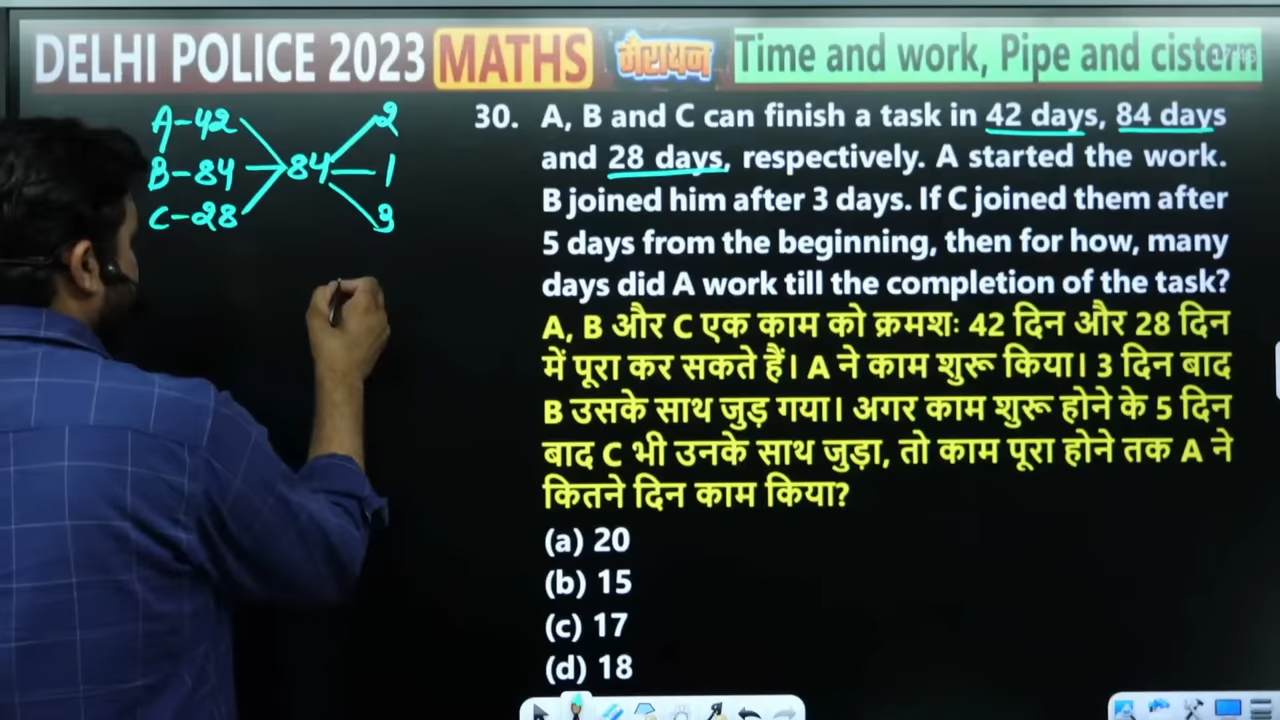 DELHI POLICE 2023 MATHS मैराथन Time and work, Pipe and cistern
A-42
B-84
C-28
84
2
1
3
30. A, B and C can finish a task in 42 days, 84 days
and 28 days, respectively. A started the work.
B joined him after 3 days. If C joined them after
5 days from the beginning, then for how, many
days did A work till the completion of the task?
A, B और C एक काम को क्रमशः 42 दिन और 28 दिन
में पूरा कर सकते हैं। A ने काम शुरू किया। 3 दिन बाद
B उसके साथ जुड़ गया। अगर काम शुरू होने के 5 दिन
बाद C भी उनके साथ जुड़ा, तो काम पूरा होने तक A ने
कितने दिन काम किया?
(a) 20
(b) 15
(c) 17
(d) 18